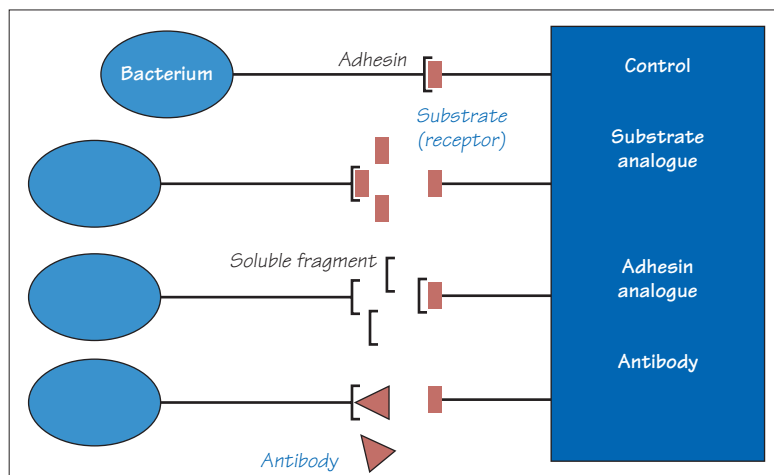 Bacterium
Adhesin
Control
Substrate
(receptor)
Substrate
analogue
Soluble fragment
Adhesin
analogue
Antibody
Antibody